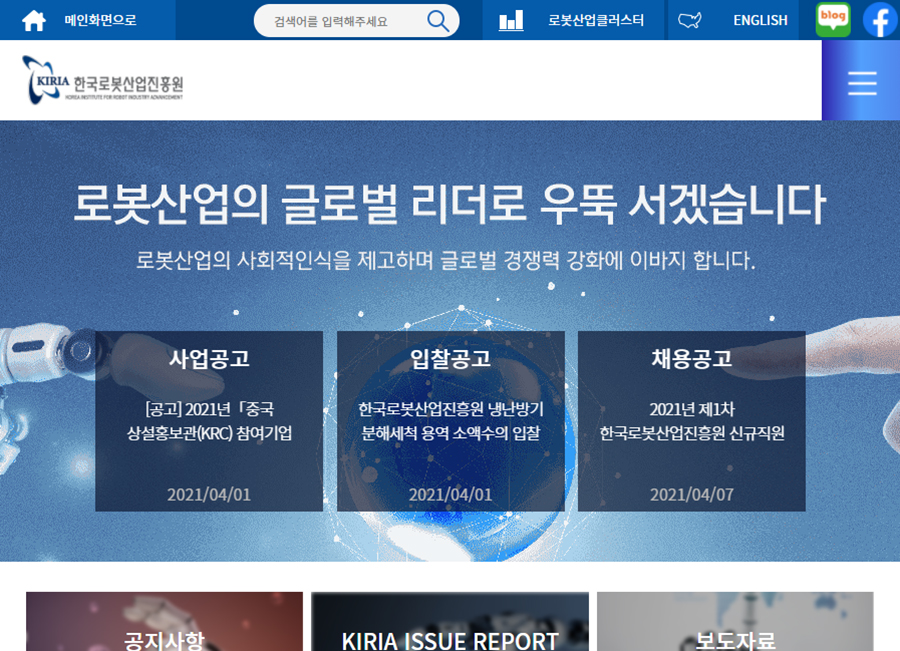 메인화면으로
검색어를 입력해주세요
로봇산업클러스터
ENGLISH
blog
KIRIA 한국로봇산업진흥원
KOREA INSTITUTE FOR ROBOT INDUSTRY ADVANCEMENT
로봇산업의 글로벌 리더로 우뚝 서겠습니다
로봇산업의 사회적인식을 제고하며 글로벌 경쟁력 강화에 이바지 합니다.
사업공고
[공고] 2021년「중국
상설홍보관(KRC) 참여기업
2021/04/01
입찰공고
한국로봇산업진흥원 냉난방기
분해세척 용역 소액수의 입찰
2021/04/01
채용공고
2021년 제1차
한국로봇산업진흥원 신규직원
2021/04/07
공지사항
KIRIA ISSUE REPORT
보도자료